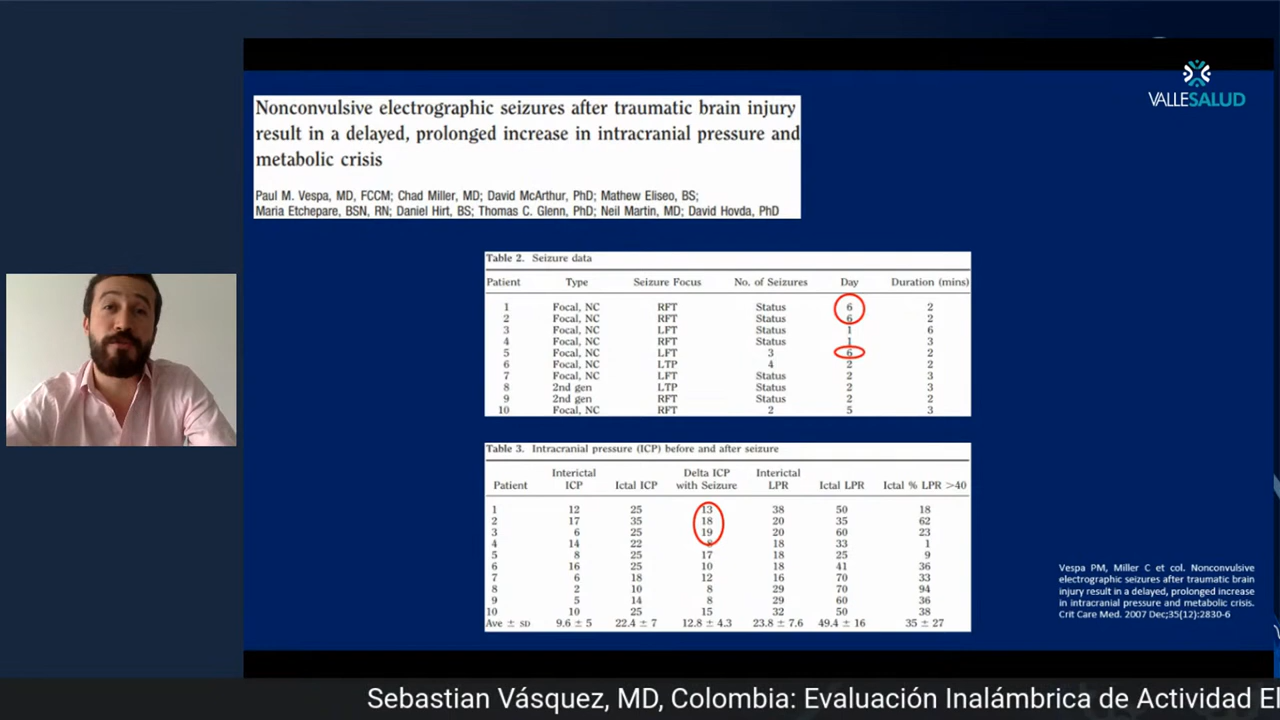 VALLESALUD
Nonconvulsive electrographic seizures after traumatic brain injury
result in a delayed, prolonged increase in intracranial pressure and
metabolic crisis
Paul M. Vespa, MD, FCCM; Chad Miller, MD; David McArthur, PhD; Mathew Eliseo, BS;
Maria Etchepare, BSN, RN; Daniel Hirt, BS; Thomas C. Glenn, PhD; Neil Martin, MD; David Hovda, PhD
Table 2. Seizure data
Patient Type Seizure Focus No. of Seizures Day Duration (mins)
1 Focal, NC RFT Status 6 2
2 Focal, NC RFT Status 6 2
3 Focal, NC LFT Status 1 6
4 Focal, NC RFT Status 1 3
5 Focal, NC LFT 3 6 2
6 Focal, NC LTP 4 2 2
7 Focal, NC LFT Status 2 3
8 2nd gen LTP Status 2 3
9 2nd gen RFT Status 2 2
10 Focal, NC RFT 2 5 3
Table 3. Intracranial pressure (ICP) before and after seizure
Interictal Delta ICP Interictal
Patient ICP Ictal ICP with Seizure LPR Ictal LPR Ictal % LPR >40
1 12 25 13 38 50 18
2 17 35 18 20 35 62
3 6 25 19 20 60 23
4 14 22 8 18 33 1
5 8 25 17 18 25 9
6 16 25 10 18 41 36
7 6 18 12 16 70 33
8 2 10 8 29 70 94
9 5 14 8 29 60 36
10 10 25 15 32 50 38
Ave ± SD 9.6 ± 5 22.4 ± 7 12.8 ± 4.3 23.8 ± 7.6 49.4 ± 16 35 ± 27
Vespa PM, Miller C et col. Nonconvulsive
electrographic seizures after traumatic brain
injury result in a delayed, prolonged increase
in intracranial pressure and metabolic crisis.
Crit Care Med. 2007 Dec;35(12):2830-6
Sebastian Vásquez, MD, Colombia: Evaluación Inalámbrica de Actividad El